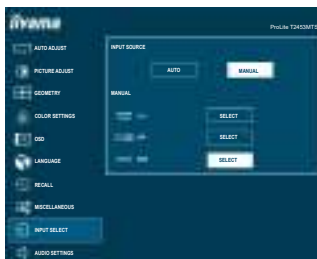 iiyama
ProLite T2453MTS
AUTO ADJUST
PICTURE ADJUST
GEOMETRY
COLOR SETTINGS
OSD
LANGUAGE
RECALL
MISCELLANEOUS
INPUT SELECT
AUDIO SETTINGS
INPUT SOURCE
AUTO MANUAL
MANUAL
SELECT
SELECT
SELECT